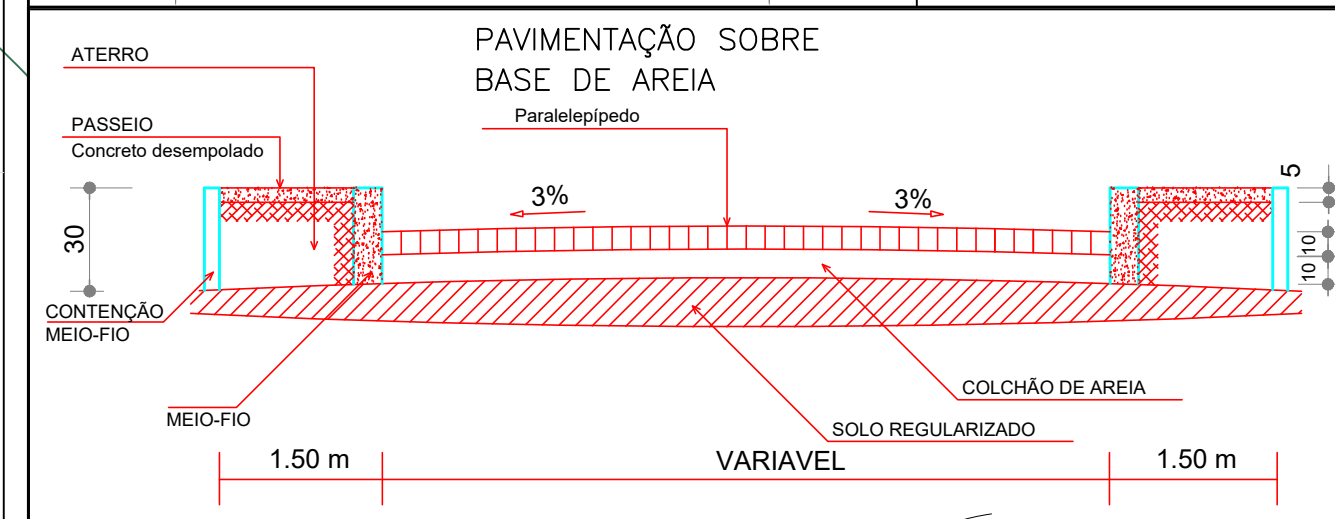 PAVIMENTAÇÃO SOBRE
BASE DE AREIA
ATERRO
PASSEIO
Concreto desempolado
Paralelepípedo
3%
3%
5
30
10
10
CONTENÇÃO
MEIO-FIO
MEIO-FIO
COLCHÃO DE AREIA
SOLO REGULARIZADO
1.50 m
VARIAVEL
1.50 m